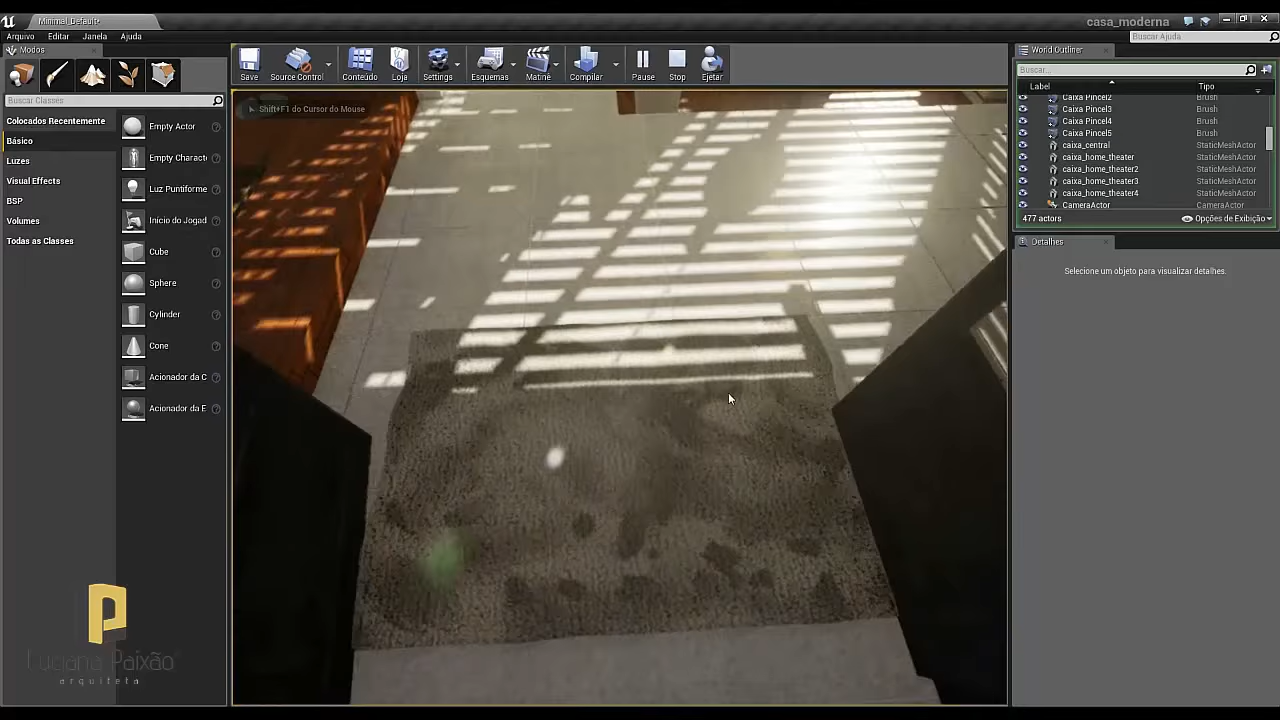 Minimal_Default*
casa_moderna
Arquivo Editar Janela Ajuda
Buscar Ajuda
Modos
Buscar Classes
Colocados Recentemente
Básico
Luzes
Visual Effects
BSP
Volumes
Todas as Classes
Empty Actor
Empty Charact
Luz Puntiforme
Início do Jogad
Cube
Sphere
Cylinder
Cone
Acionador da C
Acionador da E
Save
Source Control
Conteúdo
Loja
Settings
Esquemas
Matine
Compilar
Pause
Stop
Ejetar
Shift+F1 do Cursor do Mouse
World Outliner
Buscar...
Label Tipo
Caixa Pincel2 Brush
Caixa Pincel3 Brush
Caixa Pincel4 Brush
Caixa Pincel5 Brush
caixa_central StaticMeshActor
caixa_home_theater StaticMeshActor
caixa_home_theater2 StaticMeshActor
caixa_home_theater3 StaticMeshActor
caixa_home_theater4 StaticMeshActor
CameraActor CameraActor
477 actors Opções de Exibição
Detalhes
Selecione um objeto para visualizar detalhes.
Luciana Paixão
arquiteta